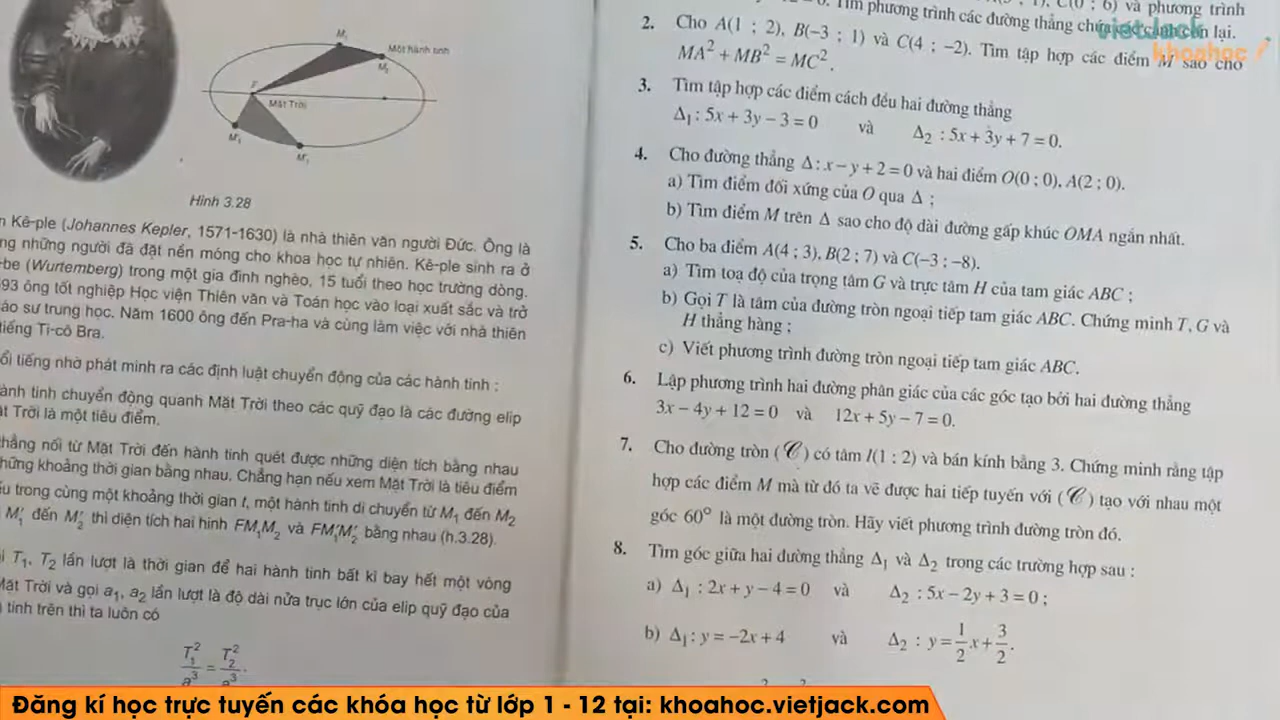 M₁
Một hành tinh
M₂
F
Mặt Trời
M'₂
M'₁
Hình 3.28
Kê-ple (Johannes Kepler, 1571-1630) là nhà thiên văn người Đức. Ông là
những người đã đặt nền móng cho khoa học tự nhiên. Kê-ple sinh ra ở
-be (Wurtemberg) trong một gia đình nghèo, 15 tuổi theo học trường dòng.
93 ông tốt nghiệp Học viện Thiên văn và Toán học vào loại xuất sắc và trở
áo sư trung học. Năm 1600 ông đến Pra-ha và cùng làm việc với nhà thiên
tiếng Ti-cô Bra.
ổi tiếng nhờ phát minh ra các định luật chuyển động của các hành tinh :
ành tinh chuyển động quanh Mặt Trời theo các quỹ đạo là các đường elip
Trời là một tiêu điểm.
thẳng nối từ Mặt Trời đến hành tinh quét được những diện tích bằng nhau
hững khoảng thời gian bằng nhau. Chẳng hạn nếu xem Mặt Trời là tiêu điểm
trong cùng một khoảng thời gian t, một hành tinh di chuyển từ M₁ đến M₂
M'₁ đến M'₂ thì diện tích hai hình FM₁M₂ và FM'₁M'₂ bằng nhau (h.3.28).
T₁, T₂ lần lượt là thời gian để hai hành tinh bất kì bay hết một vòng
Mặt Trời và gọi a₁, a₂ lần lượt là độ dài nửa trục lớn của elip quỹ đạo của
tinh trên thì ta luôn có
T₁²/a³ = T₂²/a³.
C(0 ; 6) và phương trình
Tìm phương trình các đường thẳng chứa các cạnh còn lại.
2. Cho A(1 ; 2), B(−3 ; 1) và C(4 ; −2). Tìm tập hợp các điểm M sao cho
MA² + MB² = MC².
3. Tìm tập hợp các điểm cách đều hai đường thẳng
Δ₁ : 5x + 3y − 3 = 0 và Δ₂ : 5x + 3y + 7 = 0.
4. Cho đường thẳng Δ : x − y + 2 = 0 và hai điểm O(0 ; 0), A(2 ; 0).
a) Tìm điểm đối xứng của O qua Δ ;
b) Tìm điểm M trên Δ sao cho độ dài đường gấp khúc OMA ngắn nhất.
5. Cho ba điểm A(4 ; 3), B(2 ; 7) và C(−3 ; −8).
a) Tìm toạ độ của trọng tâm G và trực tâm H của tam giác ABC ;
b) Gọi T là tâm của đường tròn ngoại tiếp tam giác ABC. Chứng minh T, G và
H thẳng hàng ;
c) Viết phương trình đường tròn ngoại tiếp tam giác ABC.
6. Lập phương trình hai đường phân giác của các góc tạo bởi hai đường thẳng
3x − 4y + 12 = 0 và 12x + 5y − 7 = 0.
7. Cho đường tròn (𝒞) có tâm I(1 ; 2) và bán kính bằng 3. Chứng minh rằng tập
hợp các điểm M mà từ đó ta vẽ được hai tiếp tuyến với (𝒞) tạo với nhau một
góc 60° là một đường tròn. Hãy viết phương trình đường tròn đó.
8. Tìm góc giữa hai đường thẳng Δ₁ và Δ₂ trong các trường hợp sau :
a) Δ₁ : 2x + y − 4 = 0 và Δ₂ : 5x − 2y + 3 = 0 ;
b) Δ₁ : y = −2x + 4 và Δ₂ : y = 1/2 x + 3/2.
vietjack
khoahoc
Đăng kí học trực tuyến các khóa học từ lớp 1 - 12 tại: khoahoc.vietjack.com